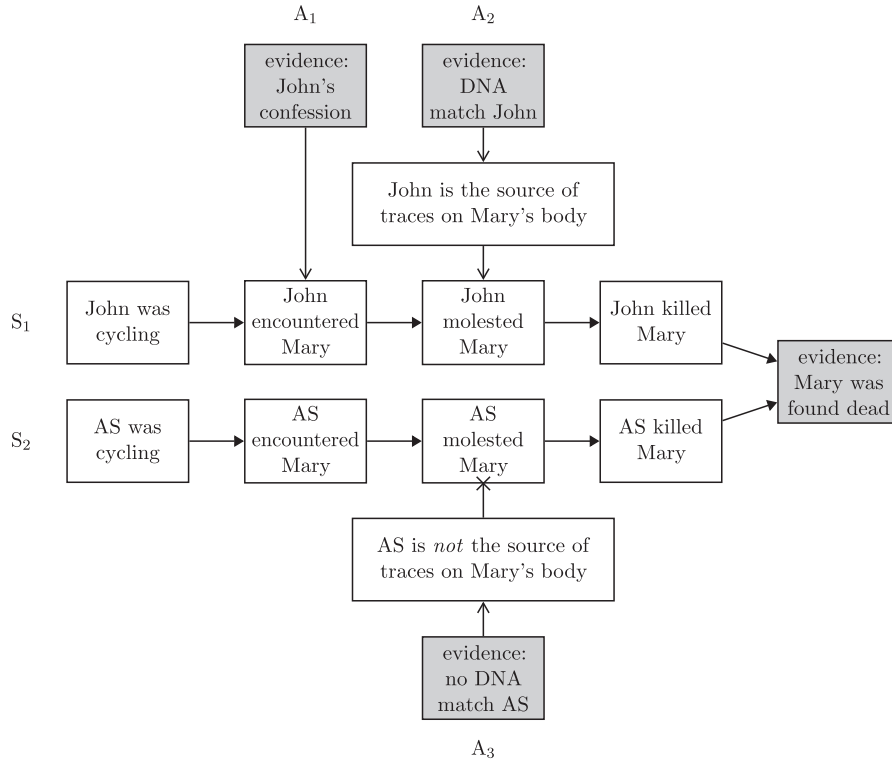 A1
A2
evidence:
John's
confession
evidence:
DNA
match John
John is the source of
traces on Mary's body
S1
John was
cycling
John
encountered
Mary
John
molested
Mary
John killed
Mary
evidence:
Mary was
found dead
S2
AS was
cycling
AS
encountered
Mary
AS
molested
Mary
AS killed
Mary
AS is not the source of
traces on Mary's body
evidence:
no DNA
match AS
A3